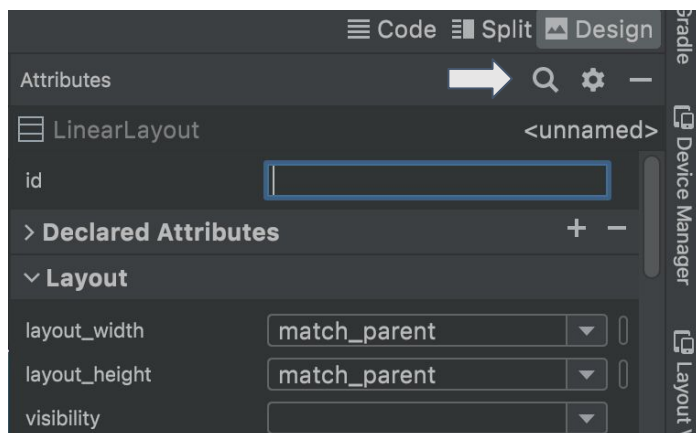 Code Split Design
Attributes
LinearLayout <unnamed>
id
Declared Attributes
Layout
layout_width match_parent
layout_height match_parent
visibility
Gradle
Device Manager
Layout